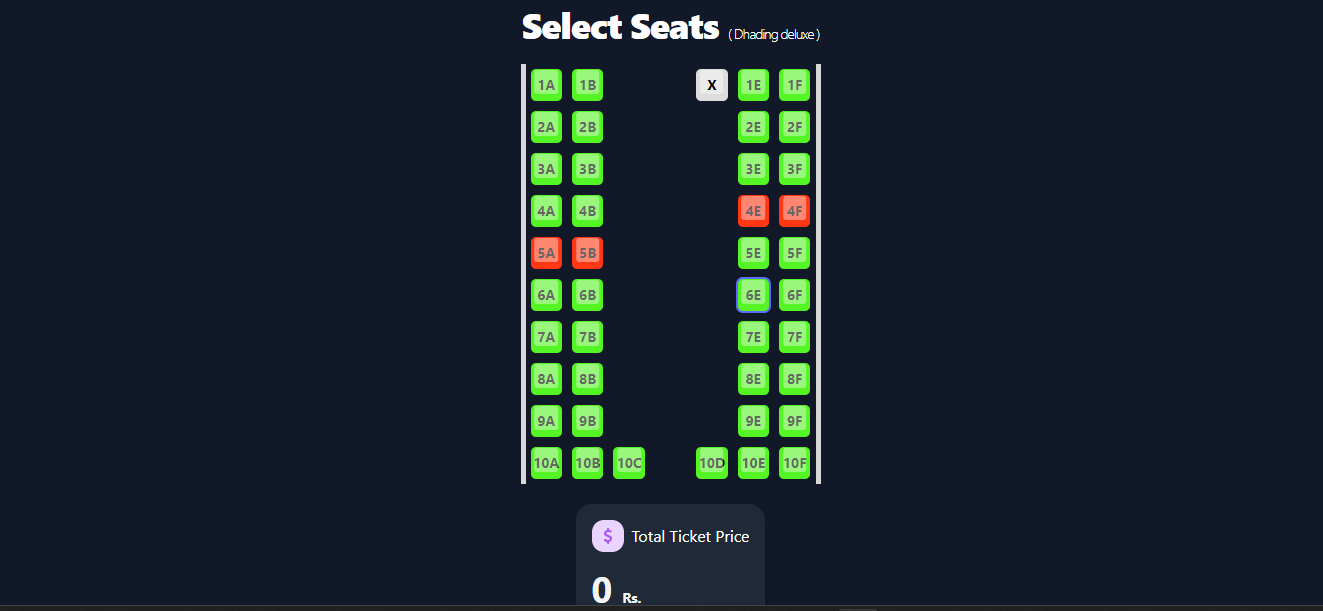 Select Seats ( Dhading deluxe )
1A 1B X 1E 1F
2A 2B 2E 2F
3A 3B 3E 3F
4A 4B 4E 4F
5A 5B 5E 5F
6A 6B 6E 6F
7A 7B 7E 7F
8A 8B 8E 8F
9A 9B 9E 9F
10A 10B 10C 10D 10E 10F
$ Total Ticket Price
0 Rs.